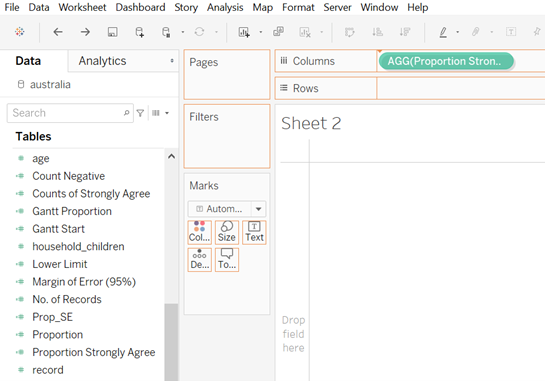 File Data Worksheet Dashboard Story Analysis Map Format Server Window Help
Data Analytics
australia
Search
Tables
age
Count Negative
Counts of Strongly Agree
Gantt Proportion
Gantt Start
household_children
Lower Limit
Margin of Error (95%)
No. of Records
Prop_SE
Proportion
Proportion Strongly Agree
record
Pages
Filters
Marks
Autom...
Col... Size Text
De... To...
Columns AGG(Proportion Stron..
Rows
Sheet 2
Drop
field
here